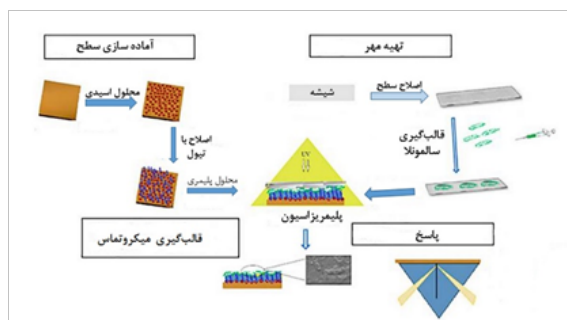 آماده سازی سطح
تهیه مهر
محلول اسیدی
شیشه
اصلاح سطح
اصلاح با
تیول
قالب‌گیری
سالمونلا
UV
محلول پلیمری
پلیمریزاسیون
قالب‌گیری میکروتماس
پاسخ